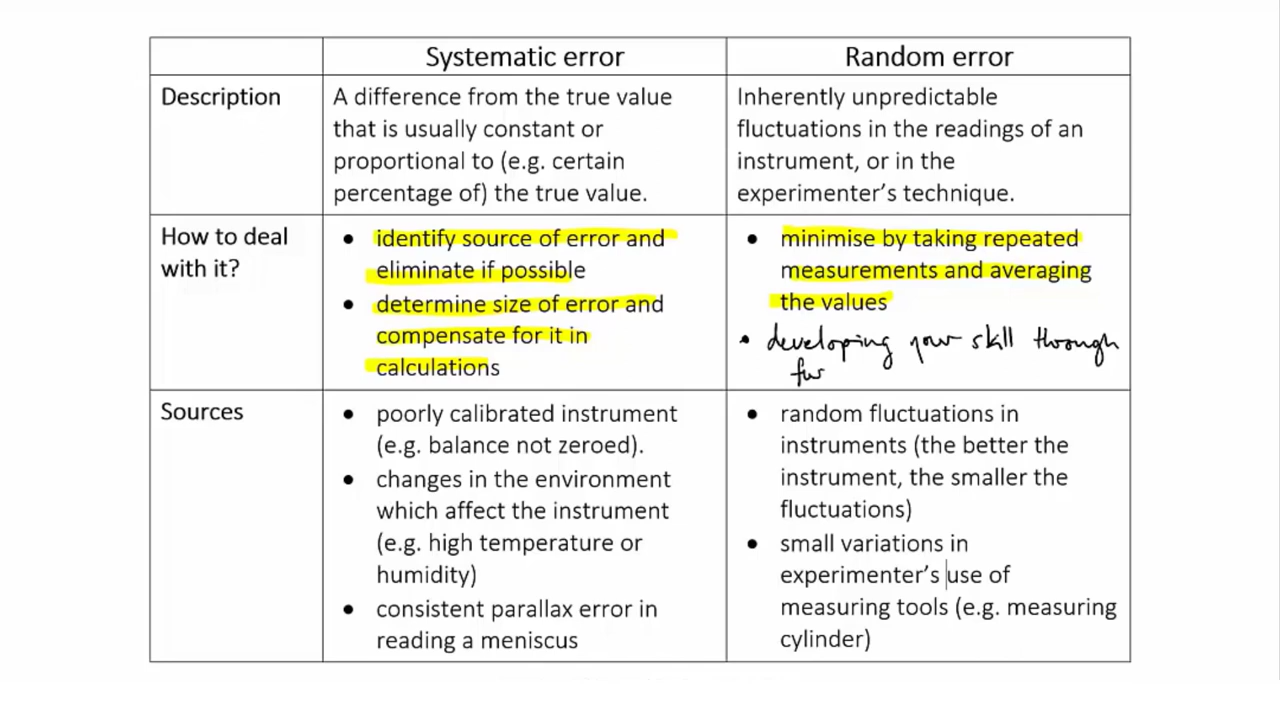 Systematic error
Random error
Description
A difference from the true value
that is usually constant or
proportional to (e.g. certain
percentage of) the true value.
Inherently unpredictable
fluctuations in the readings of an
instrument, or in the
experimenter's technique.
How to deal
with it?
• identify source of error and
eliminate if possible
• determine size of error and
compensate for it in
calculations
• minimise by taking repeated
measurements and averaging
the values
• developing your skill through
fur
Sources
• poorly calibrated instrument
(e.g. balance not zeroed).
• changes in the environment
which affect the instrument
(e.g. high temperature or
humidity)
• consistent parallax error in
reading a meniscus
• random fluctuations in
instruments (the better the
instrument, the smaller the
fluctuations)
• small variations in
experimenter's use of
measuring tools (e.g. measuring
cylinder)